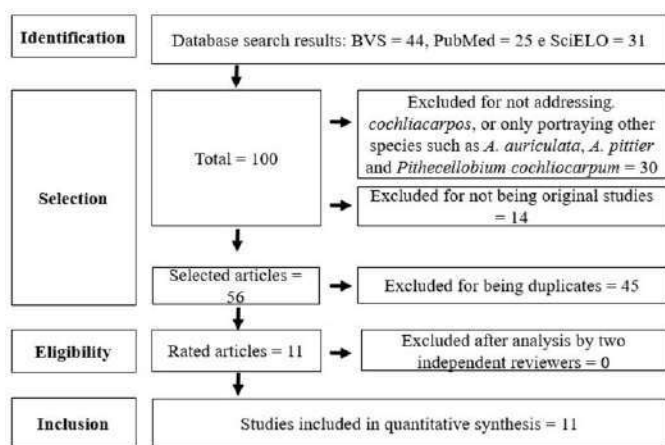 Identification
Database search results: BVS = 44, PubMed = 25 e SciELO = 31
Selection
Total = 100
Excluded for not addressing.
cochliacarpos, or only portraying other
species such as A. auriculata, A. pittier
and Pithecellobium cochliocarpum = 30
Excluded for not being original studies
= 14
Selected articles =
56
Excluded for being duplicates = 45
Eligibility
Rated articles = 11
Excluded after analysis by two
independent reviewers = 0
Inclusion
Studies included in quantitative synthesis = 11